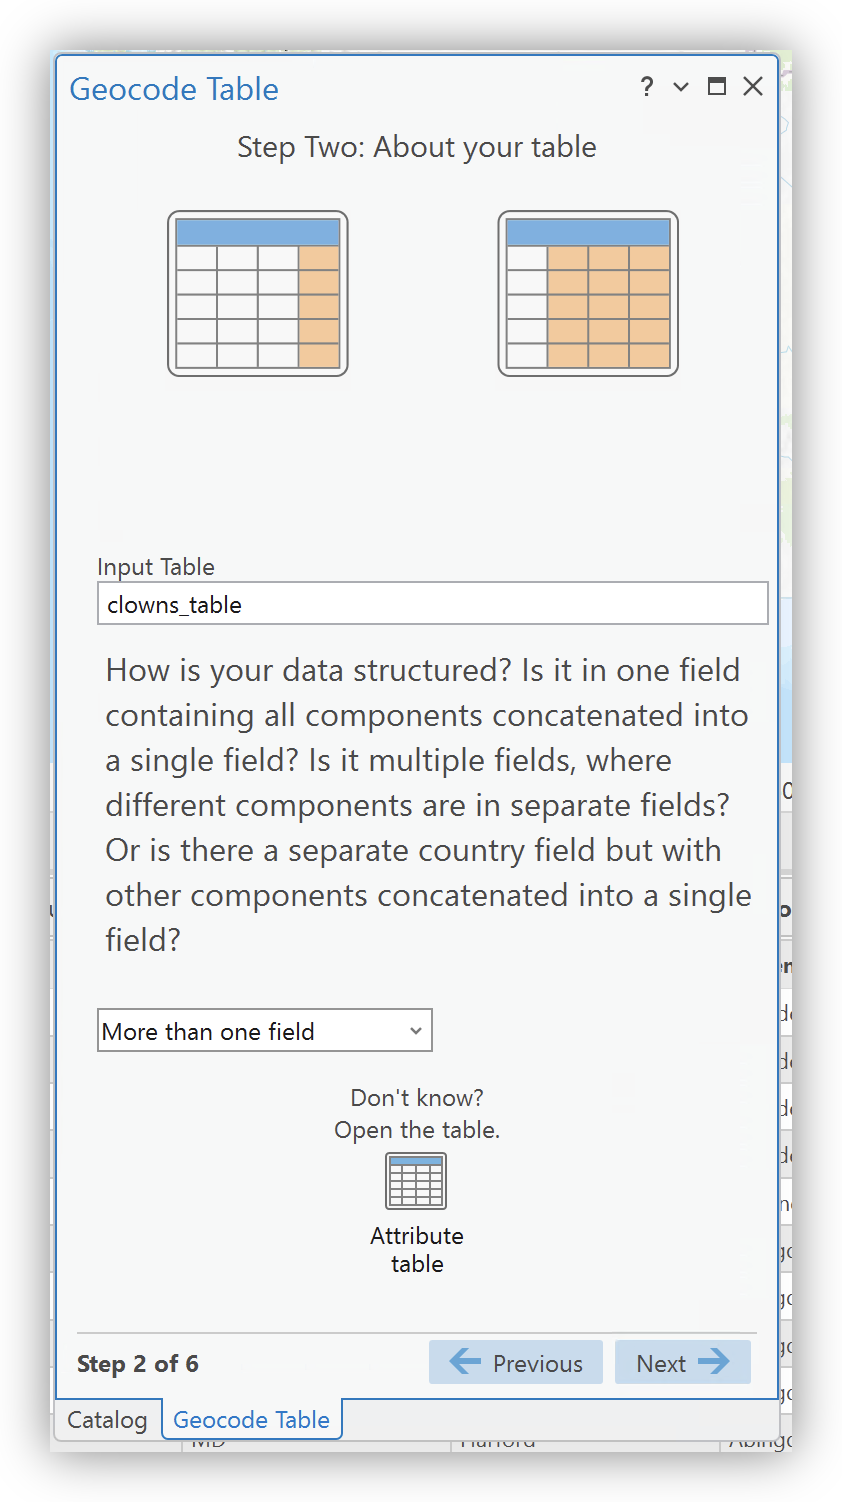 Geocode Table
?
Step Two: About your table
Input Table
clowns_table
How is your data structured? Is it in one field
containing all components concatenated into
a single field? Is it multiple fields, where
different components are in separate fields?
Or is there a separate country field but with
other components concatenated into a single
field?
More than one field
Don't know?
Open the table.
Attribute
table
Step 2 of 6
Previous
Next
Catalog
Geocode Table